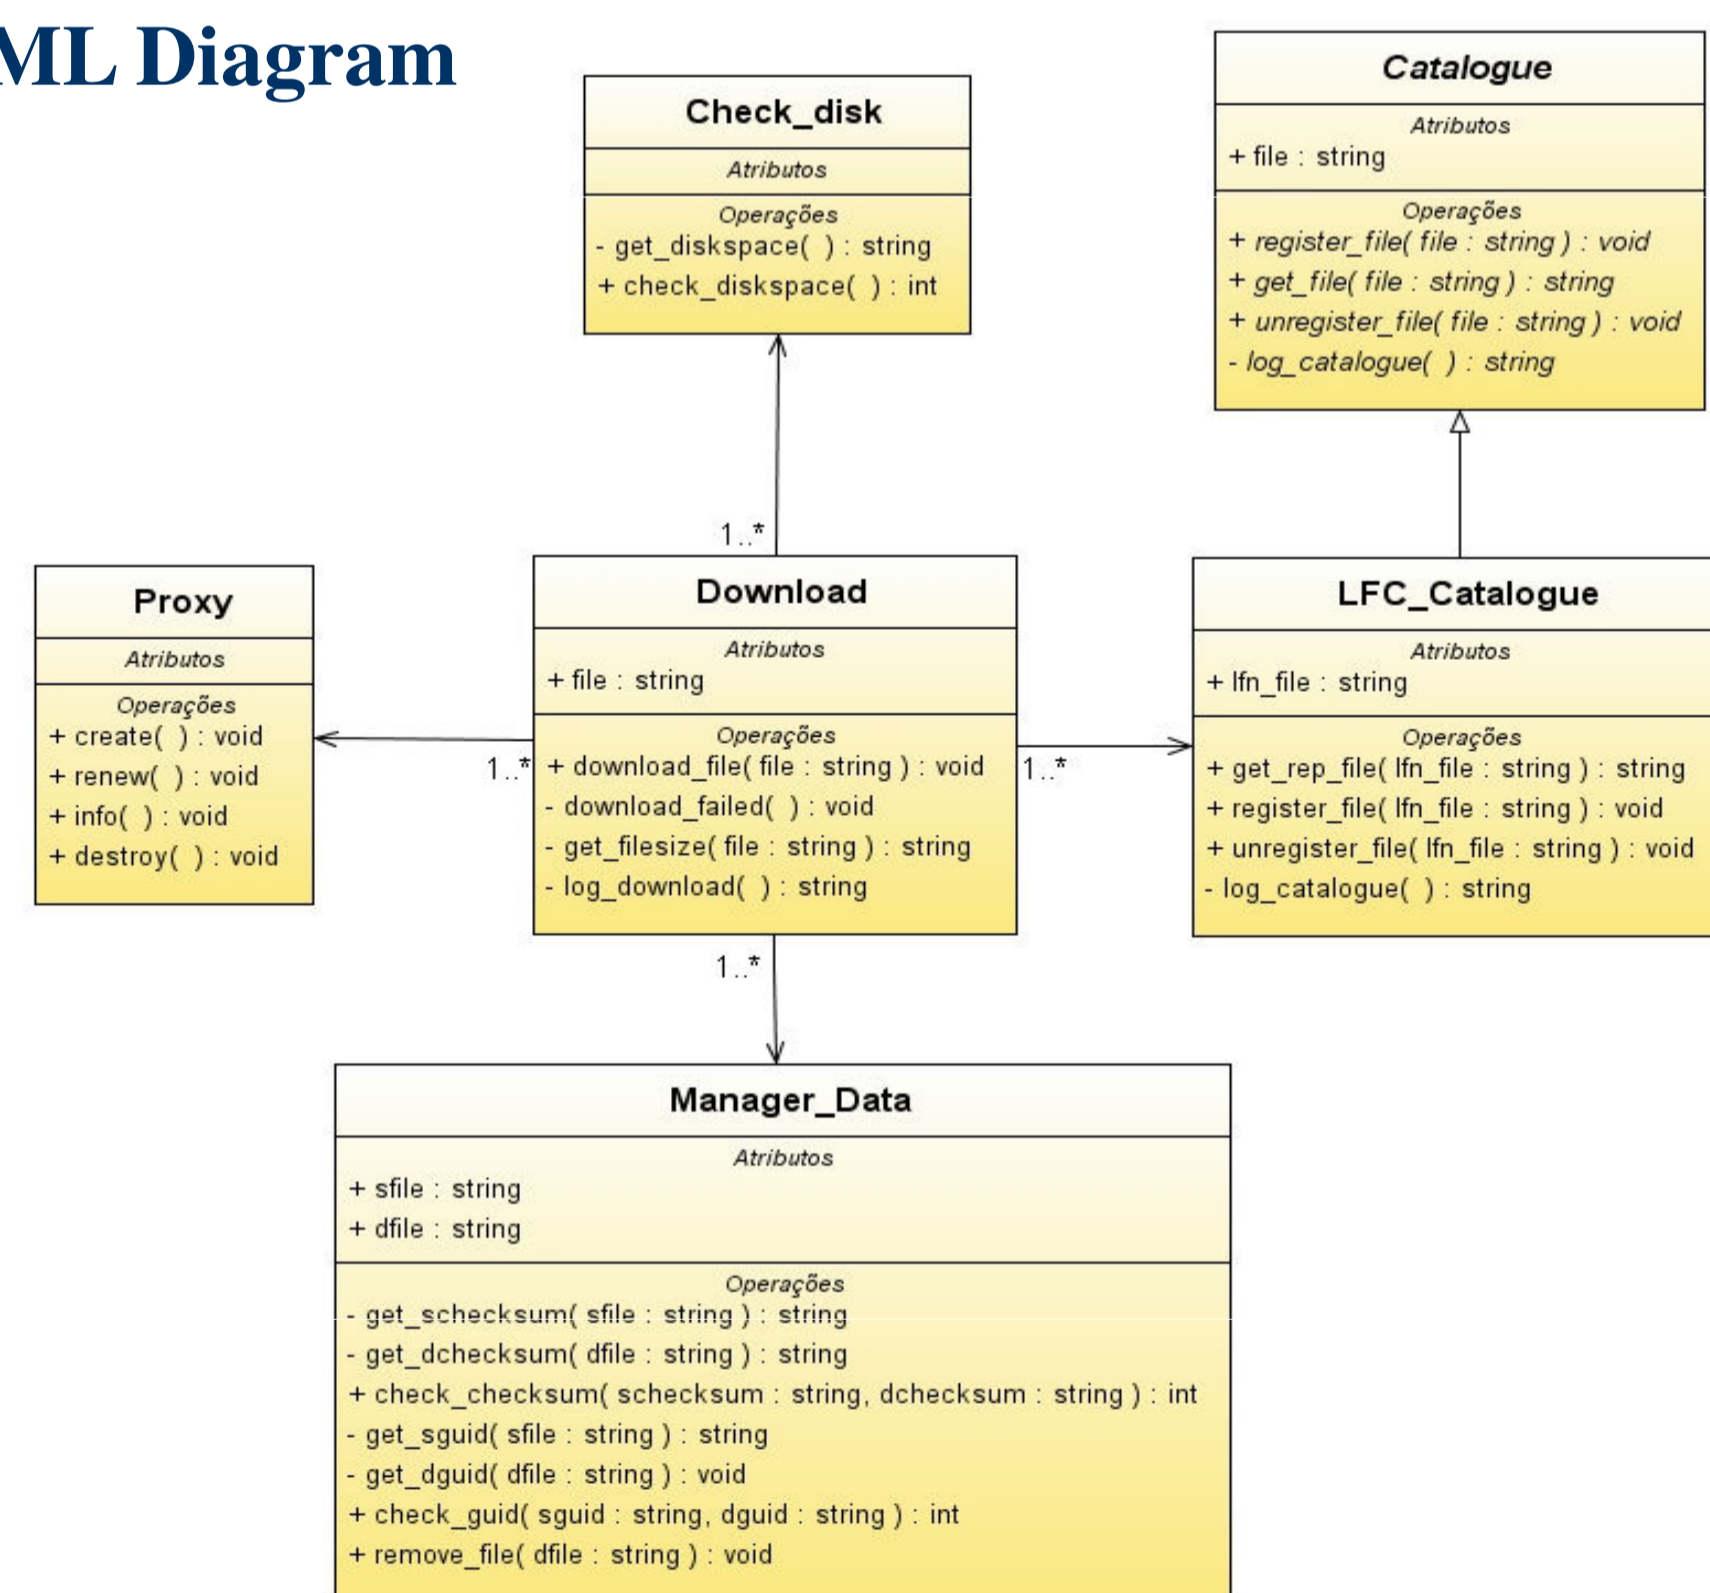 ML Diagram
Check_disk
Atributos
Operações
- get_diskspace( ) : string
+ check_diskspace( ) : int
Catalogue
Atributos
+ file : string
Operações
+ register_file( file : string ) : void
+ get_file( file : string ) : string
+ unregister_file( file : string ) : void
- log_catalogue( ) : string
1..*
Proxy
Atributos
Operações
+ create( ) : void
+ renew( ) : void
+ info( ) : void
+ destroy( ) : void
1..*
Download
Atributos
+ file : string
Operações
+ download_file( file : string ) : void
- download_failed( ) : void
- get_filesize( file : string ) : string
- log_download( ) : string
1..*
LFC_Catalogue
Atributos
+ lfn_file : string
Operações
+ get_rep_file( lfn_file : string ) : string
+ register_file( lfn_file : string ) : void
+ unregister_file( lfn_file : string ) : void
- log_catalogue( ) : string
1..*
Manager_Data
Atributos
+ sfile : string
+ dfile : string
Operações
- get_schecksum( sfile : string ) : string
- get_dchecksum( dfile : string ) : string
+ check_checksum( schecksum : string, dchecksum : string ) : int
- get_sguid( sfile : string ) : string
- get_dguid( dfile : string ) : void
+ check_guid( sguid : string, dguid : string ) : int
+ remove_file( dfile : string ) : void